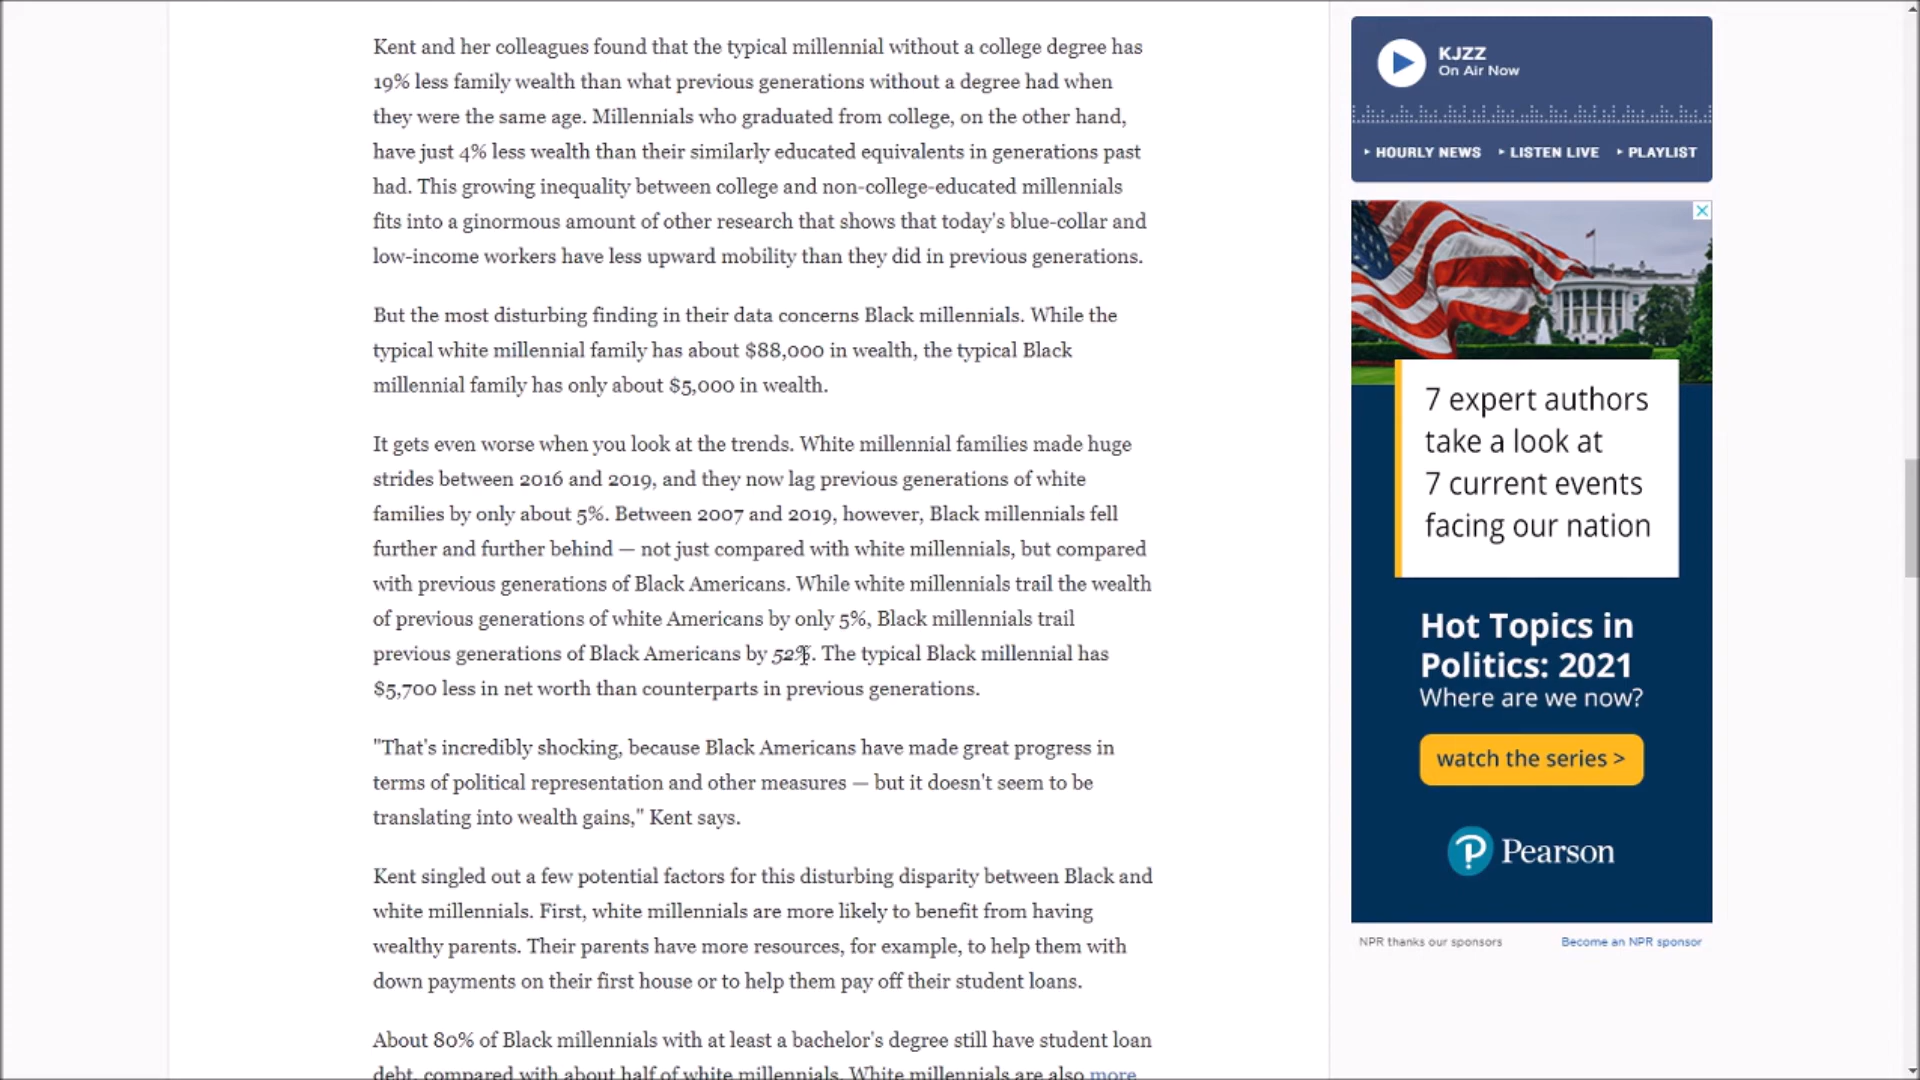 Kent and her colleagues found that the typical millennial without a college degree has
19% less family wealth than what previous generations without a degree had when
they were the same age. Millennials who graduated from college, on the other hand,
have just 4% less wealth than their similarly educated equivalents in generations past
had. This growing inequality between college and non-college-educated millennials
fits into a ginormous amount of other research that shows that today's blue-collar and
low-income workers have less upward mobility than they did in previous generations.
But the most disturbing finding in their data concerns Black millennials. While the
typical white millennial family has about $88,000 in wealth, the typical Black
millennial family has only about $5,000 in wealth.
It gets even worse when you look at the trends. White millennial families made huge
strides between 2016 and 2019, and they now lag previous generations of white
families by only about 5%. Between 2007 and 2019, however, Black millennials fell
further and further behind — not just compared with white millennials, but compared
with previous generations of Black Americans. While white millennials trail the wealth
of previous generations of white Americans by only 5%, Black millennials trail
previous generations of Black Americans by 52%. The typical Black millennial has
$5,700 less in net worth than counterparts in previous generations.
"That's incredibly shocking, because Black Americans have made great progress in
terms of political representation and other measures — but it doesn't seem to be
translating into wealth gains," Kent says.
Kent singled out a few potential factors for this disturbing disparity between Black and
white millennials. First, white millennials are more likely to benefit from having
wealthy parents. Their parents have more resources, for example, to help them with
down payments on their first house or to help them pay off their student loans.
About 80% of Black millennials with at least a bachelor's degree still have student loan
debt, compared with about half of white millennials. White millennials are also more
KJZZ
On Air Now
HOURLY NEWS LISTEN LIVE PLAYLIST
7 expert authors
take a look at
7 current events
facing our nation
Hot Topics in
Politics: 2021
Where are we now?
watch the series >
Pearson
NPR thanks our sponsors Become an NPR sponsor